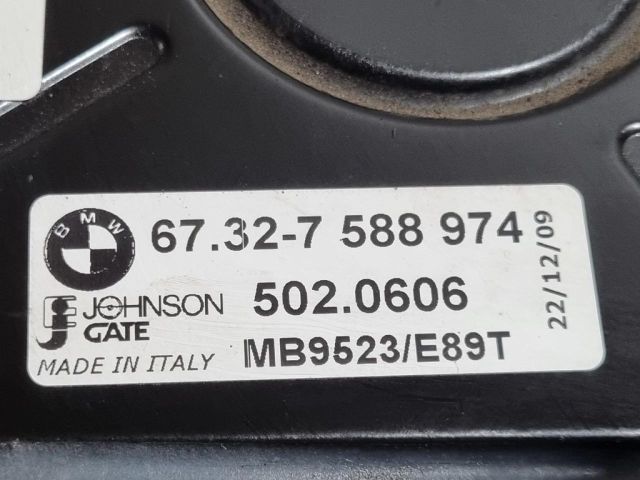 BMW 67.32-7 588 974
JOHNSON 502.0606
GATE
MADE IN ITALY MB9523/E89T
22/12/09